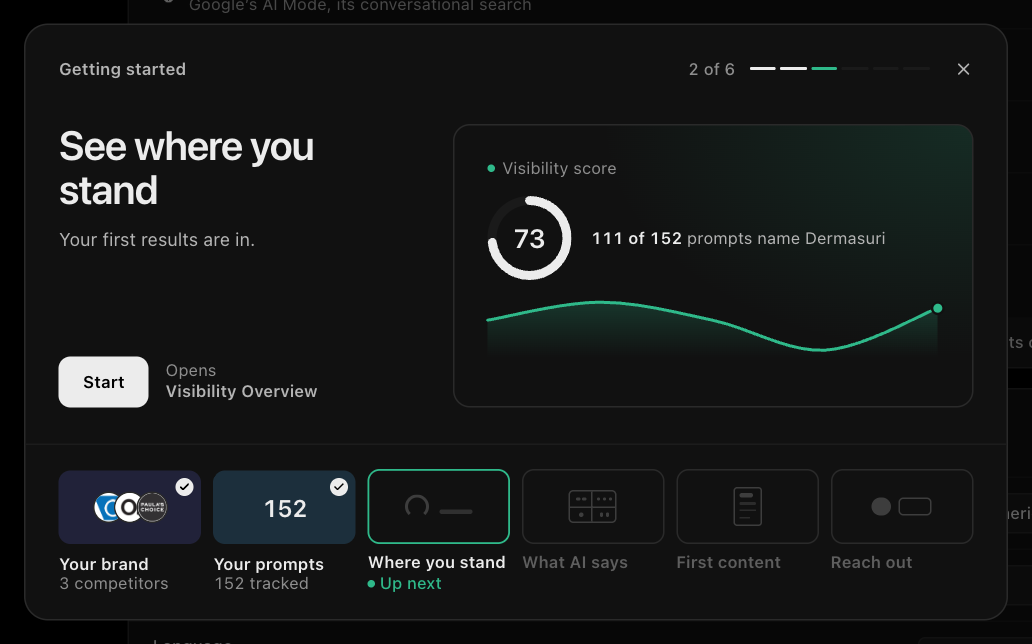 Google's AI Mode, its conversational search
Getting started
2 of 6
See where you
stand
Your first results are in.
Visibility score
73
111 of 152 prompts name Dermasuri
Start
Opens
Visibility Overview
PAULA'S
CHOICE
152
Your brand
3 competitors
Your prompts
152 tracked
Where you stand
Up next
What AI says
First content
Reach out